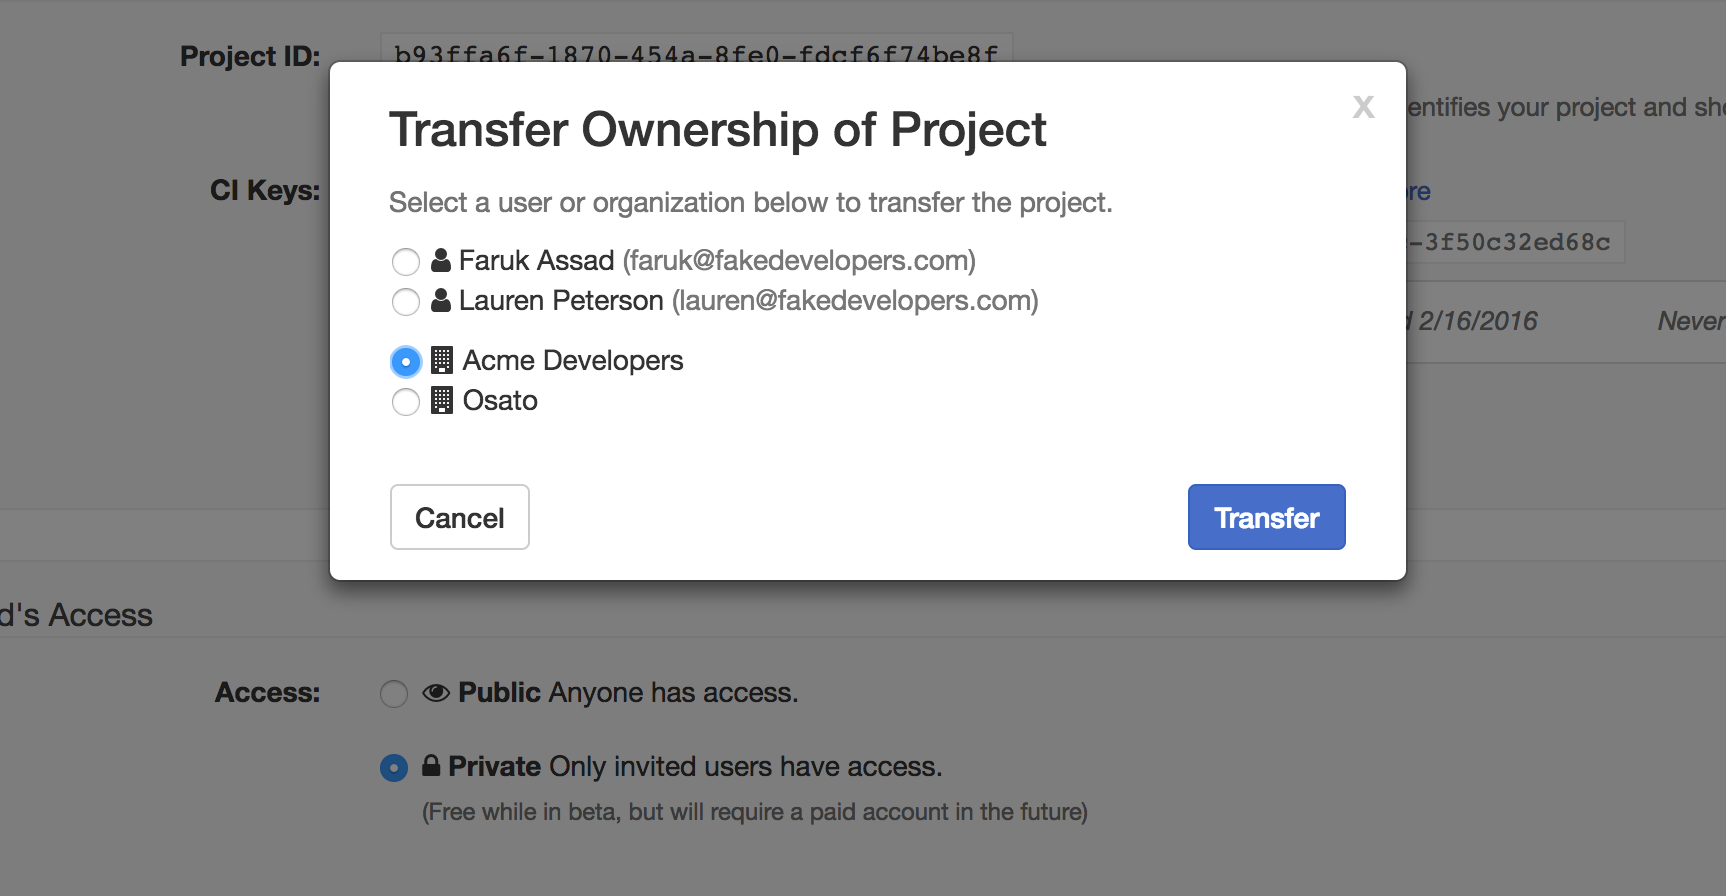 Project ID:
b93ffa6f-1870-454a-8fe0-fdcf6f74be8f
Transfer Ownership of Project
x
entifies your project and
Select a user or organization below to transfer the project.
CI Keys:
Faruk Assad (faruk@fakedevelopers.com)
-3f50c32ed68c
Lauren Peterson (lauren@fakedevelopers.com)
2/16/2016
Never
Acme Developers
Osato
Cancel
Transfer
d's Access
Access:
Public Anyone has access.
Private Only invited users have access.
(Free while in beta, but will require a paid account in the future)